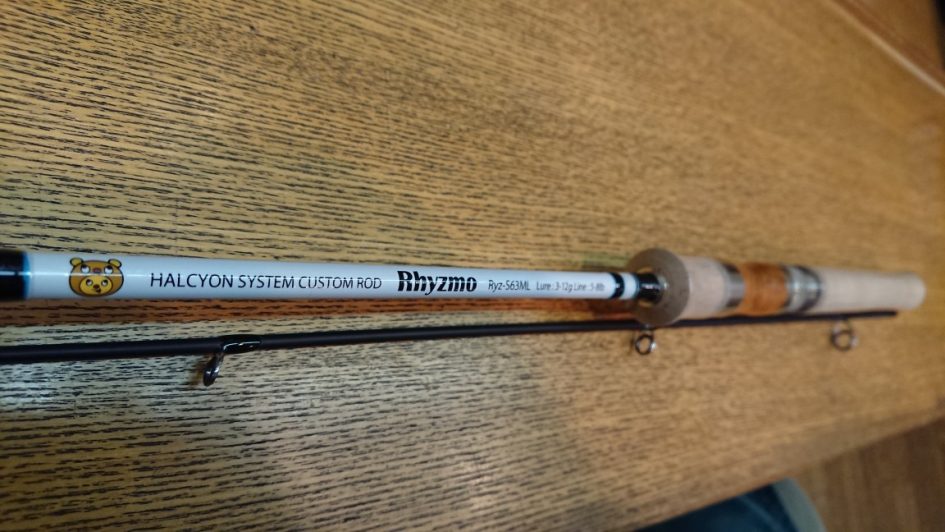 HALCYON SYSTEM CUSTOM ROD Rhyzmo Ryz-S63ML Lure : 3-12g Line : 3-8lb